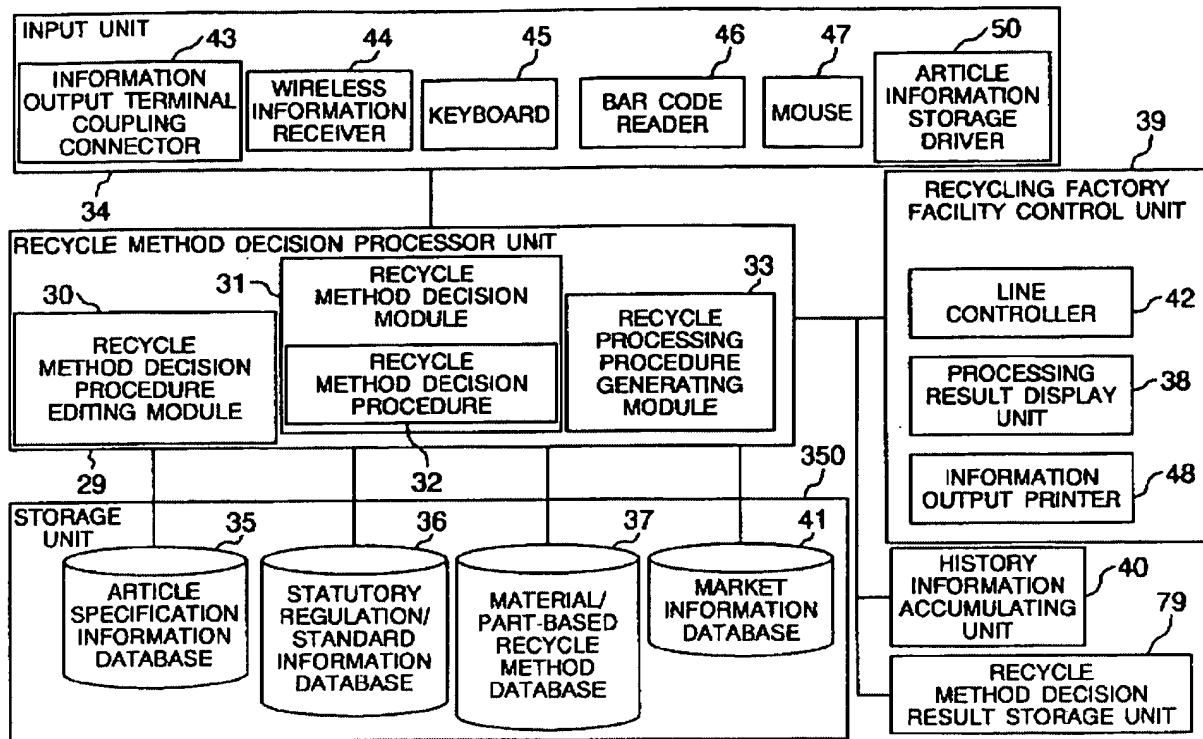 INPUT UNIT
43
44
45
46
47
50
INFORMATION
OUTPUT TERMINAL
COUPLING
CONNECTOR
WIRELESS
INFORMATION
RECEIVER
KEYBOARD
BAR CODE
READER
MOUSE
ARTICLE
INFORMATION
STORAGE
DRIVER
34
39
RECYCLING FACTORY
FACILITY CONTROL UNIT
LINE
CONTROLLER
42
PROCESSING
RESULT DISPLAY
UNIT
38
INFORMATION
OUTPUT PRINTER
48
RECYCLE METHOD DECISION PROCESSOR UNIT
30
RECYCLE
METHOD DECISION
PROCEDURE
EDITING MODULE
31
RECYCLE
METHOD DECISION
MODULE
RECYCLE
METHOD DECISION
PROCEDURE
33
RECYCLE
PROCESSING
PROCEDURE
GENERATING
MODULE
29
32
350
STORAGE
UNIT
35
ARTICLE
SPECIFICATION
INFORMATION
DATABASE
36
STATUTORY
REGULATION/
STANDARD
INFORMATION
DATABASE
37
MATERIAL/
PART-BASED
RECYCLE
METHOD
DATABASE
41
MARKET
INFORMATION
DATABASE
HISTORY
INFORMATION
ACCUMULATING
UNIT
40
79
RECYCLE
METHOD DECISION
RESULT STORAGE UNIT